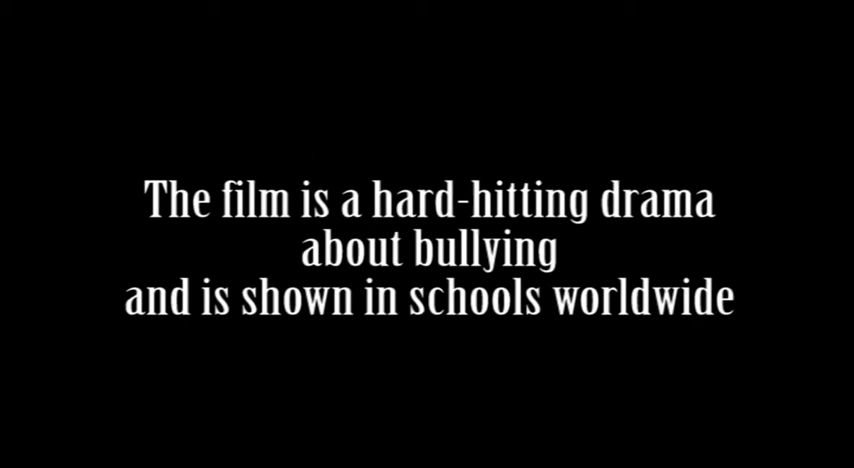 The film is a hard-hitting drama
about bullying
and is shown in schools worldwide